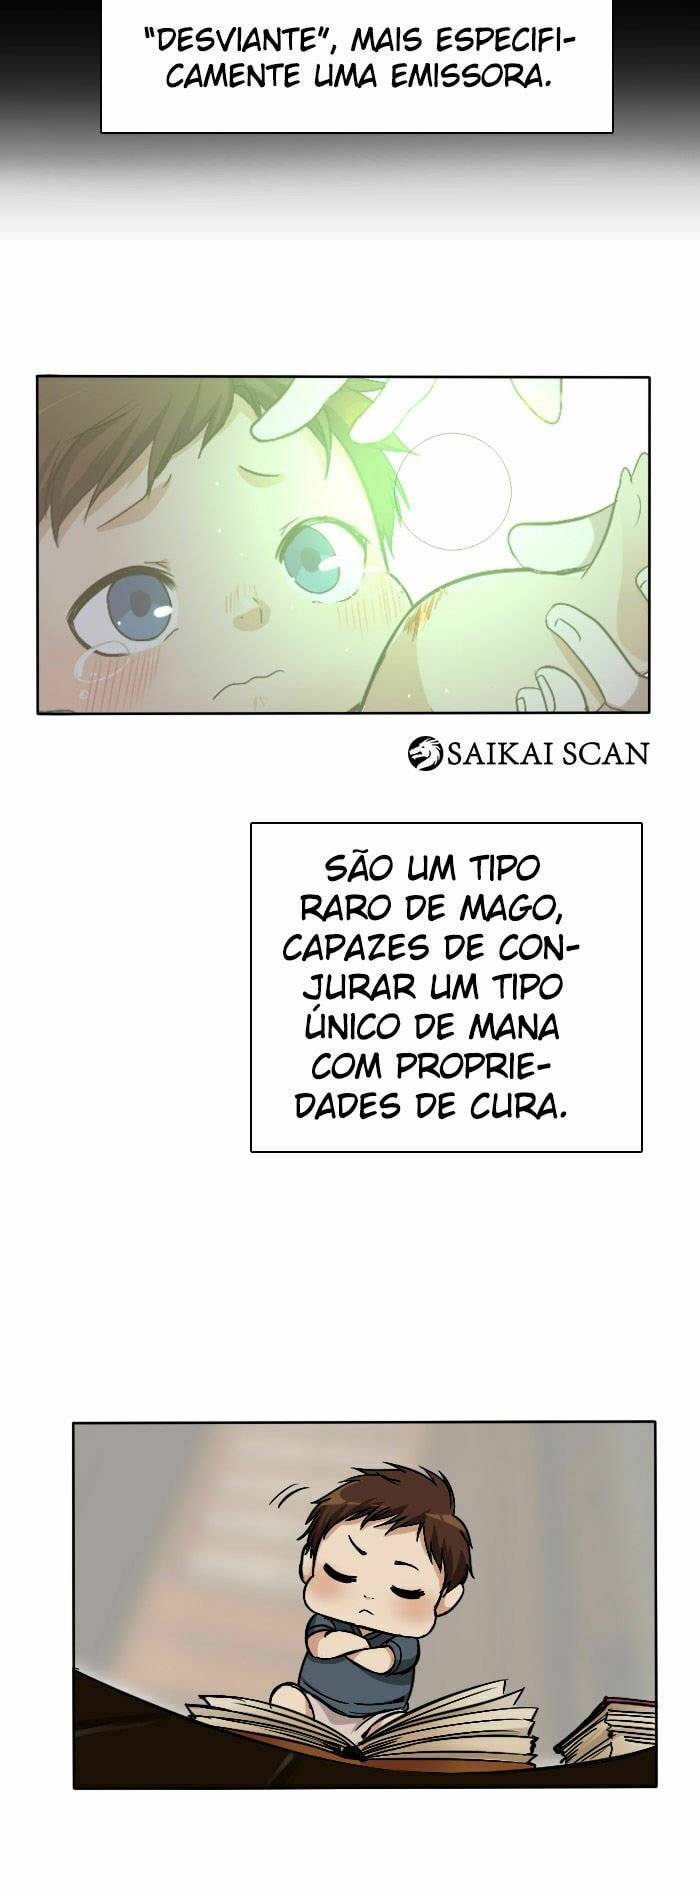 “DESVIANTE”, MAIS ESPECIFI-
CAMENTE UMA EMISSORA.
SAIKAI SCAN
SÃO UM TIPO
RARO DE MAGO,
CAPAZES DE CON-
JURAR UM TIPO
ÚNICO DE MANA
COM PROPRIE-
DADES DE CURA.